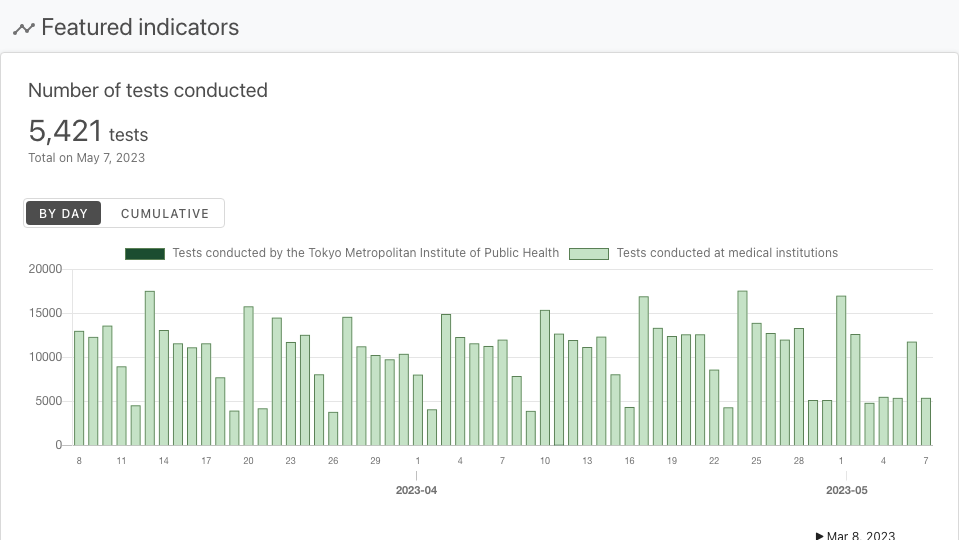 Featured indicators
Number of tests conducted
5,421 tests
Total on May 7, 2023
BY DAY CUMULATIVE
Tests conducted by the Tokyo Metropolitan Institute of Public Health Tests conducted at medical institutions
20000
15000
10000
5000
0
8 11 14 17 20 23 26 29 1 4 7 10 13 16 19 22 25 28 1 4 7
2023-04 2023-05
Mar 8, 2023